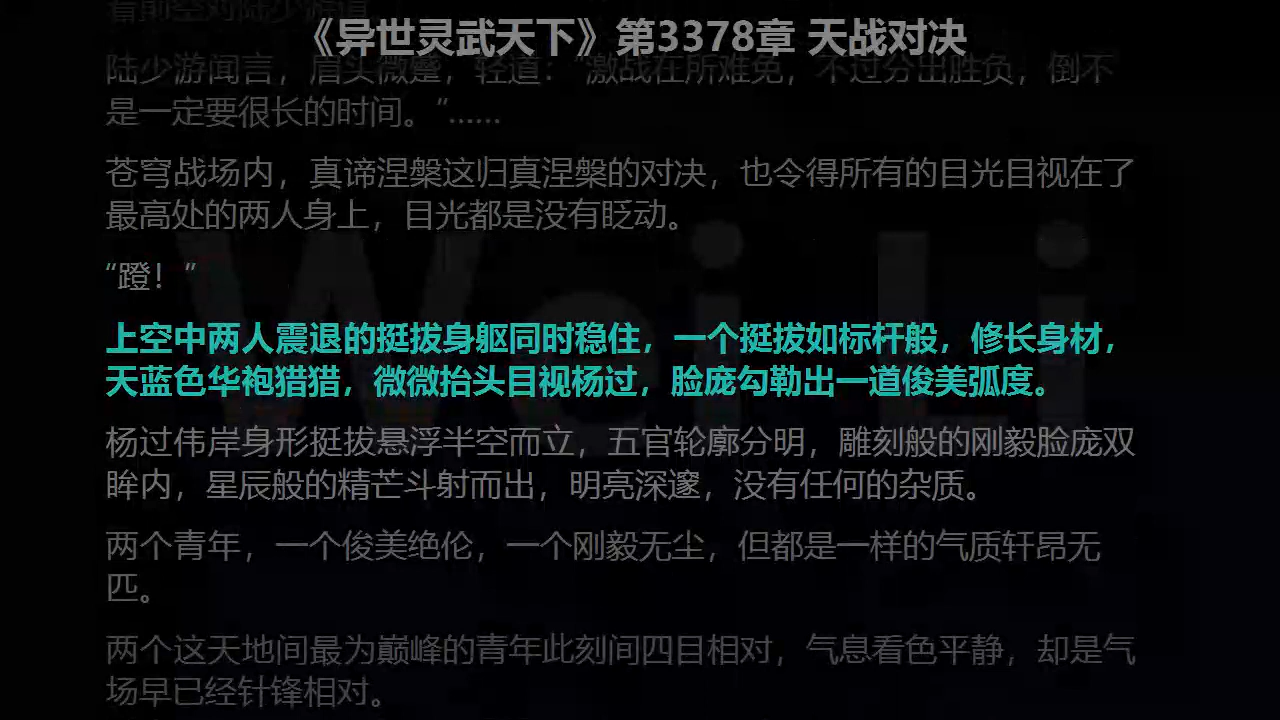 《异世灵武天下》第3378章 天战对决
陆少游闻言，眉头微蹙，轻道：“激战在所难免，不过分出胜负，倒不
是一定要很长的时间。”……
苍穹战场内，真谛涅槃这归真涅槃的对决，也令得所有的目光目视在了
最高处的两人身上，目光都是没有眨动。
“蹬！”
上空中两人震退的挺拔身躯同时稳住，一个挺拔如标杆般，修长身材，
天蓝色华袍猎猎，微微抬头目视杨过，脸庞勾勒出一道俊美弧度。
杨过伟岸身形挺拔悬浮半空而立，五官轮廓分明，雕刻般的刚毅脸庞双
眸内，星辰般的精芒斗射而出，明亮深邃，没有任何的杂质。
两个青年，一个俊美绝伦，一个刚毅无尘，但都是一样的气质轩昂无
匹。
两个这天地间最为巅峰的青年此刻间四目相对，气息看色平静，却是气
场早已经针锋相对。
Wei Li